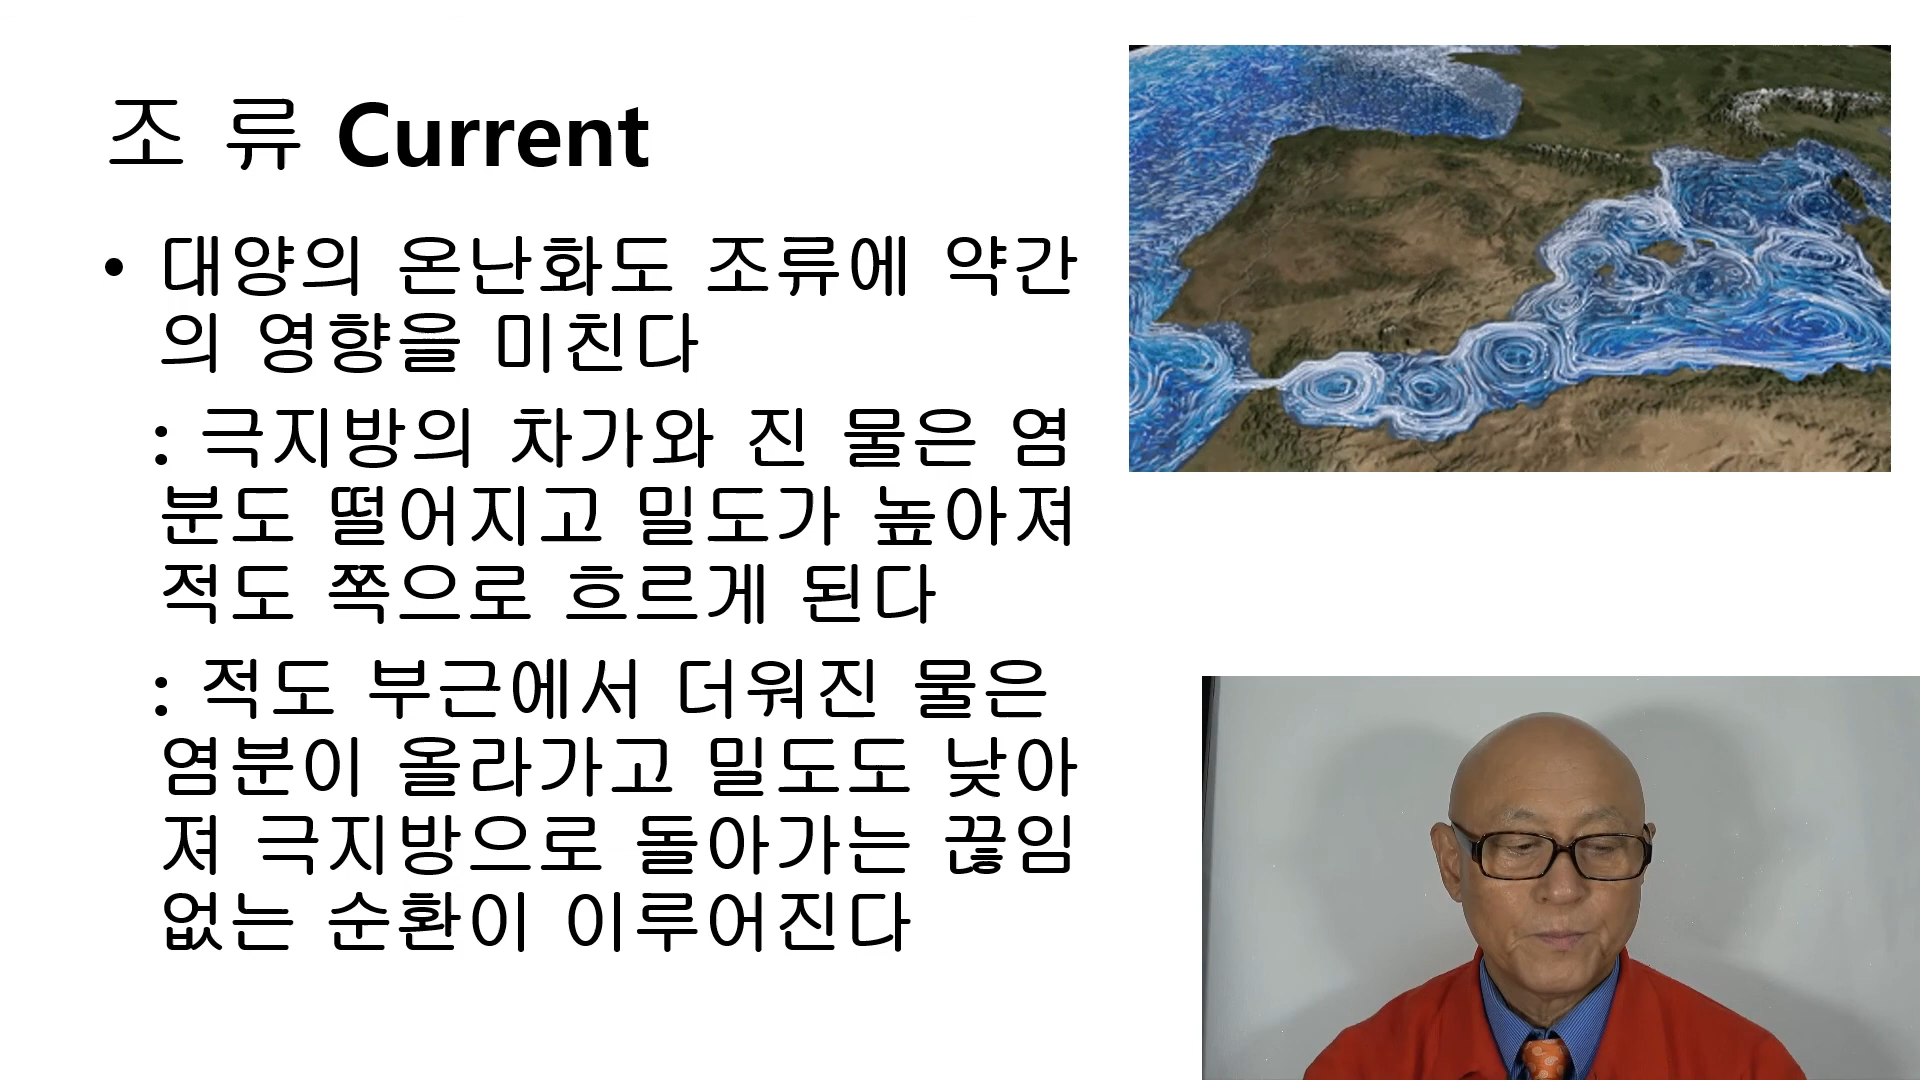 조 류 Current
• 대양의 온난화도 조류에 약간
의 영향을 미친다
: 극지방의 차가와 진 물은 염
분도 떨어지고 밀도가 높아져
적도 쪽으로 흐르게 된다
: 적도 부근에서 더워진 물은
염분이 올라가고 밀도도 낮아
져 극지방으로 돌아가는 끊임
없는 순환이 이루어진다